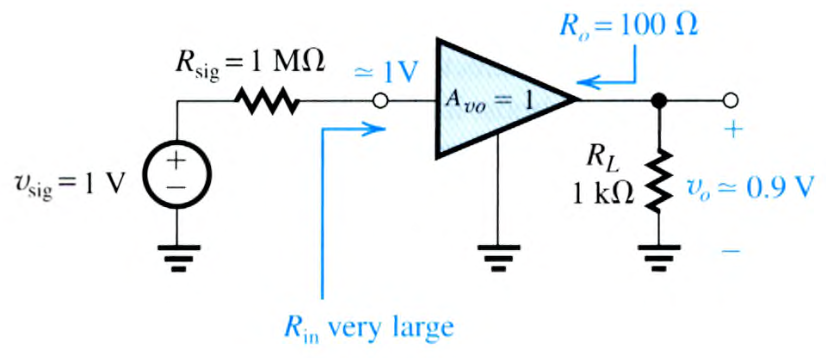 R_o = 100 Ω
R_sig = 1 MΩ
≃ 1V
A_vo = 1
+
−
v_sig = 1 V
R_L
1 kΩ
+
v_o ≃ 0.9 V
−
R_in very large